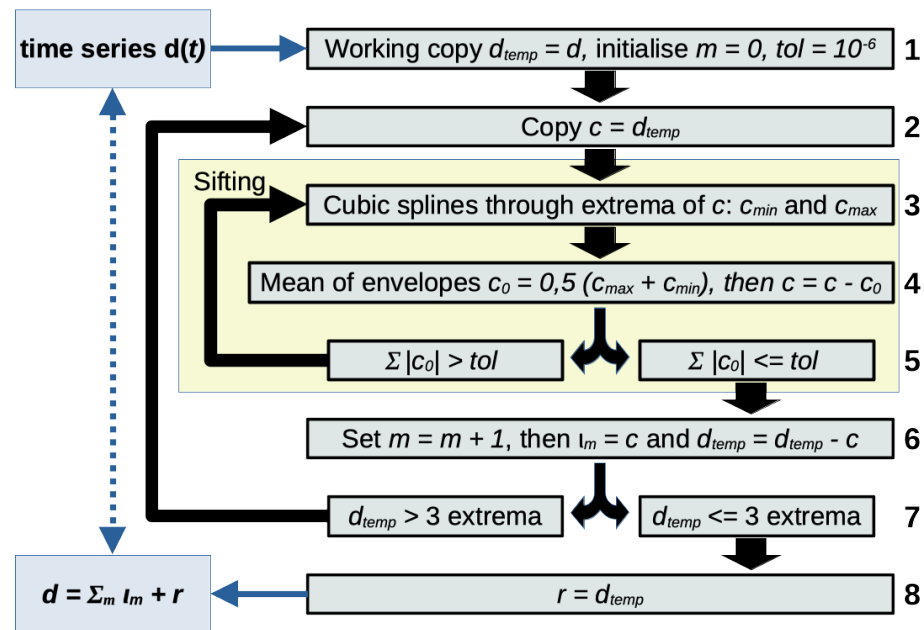 time series d(t)
Working copy d_temp = d, initialise m = 0, tol = 10^-6
1
Copy c = d_temp
2
Sifting
Cubic splines through extrema of c: c_min and c_max
3
Mean of envelopes c_0 = 0,5 (c_max + c_min), then c = c - c_0
4
Σ |c_0| > tol
Σ |c_0| <= tol
5
Set m = m + 1, then ι_m = c and d_temp = d_temp - c
6
d_temp > 3 extrema
d_temp <= 3 extrema
7
d = Σ_m ι_m + r
r = d_temp
8